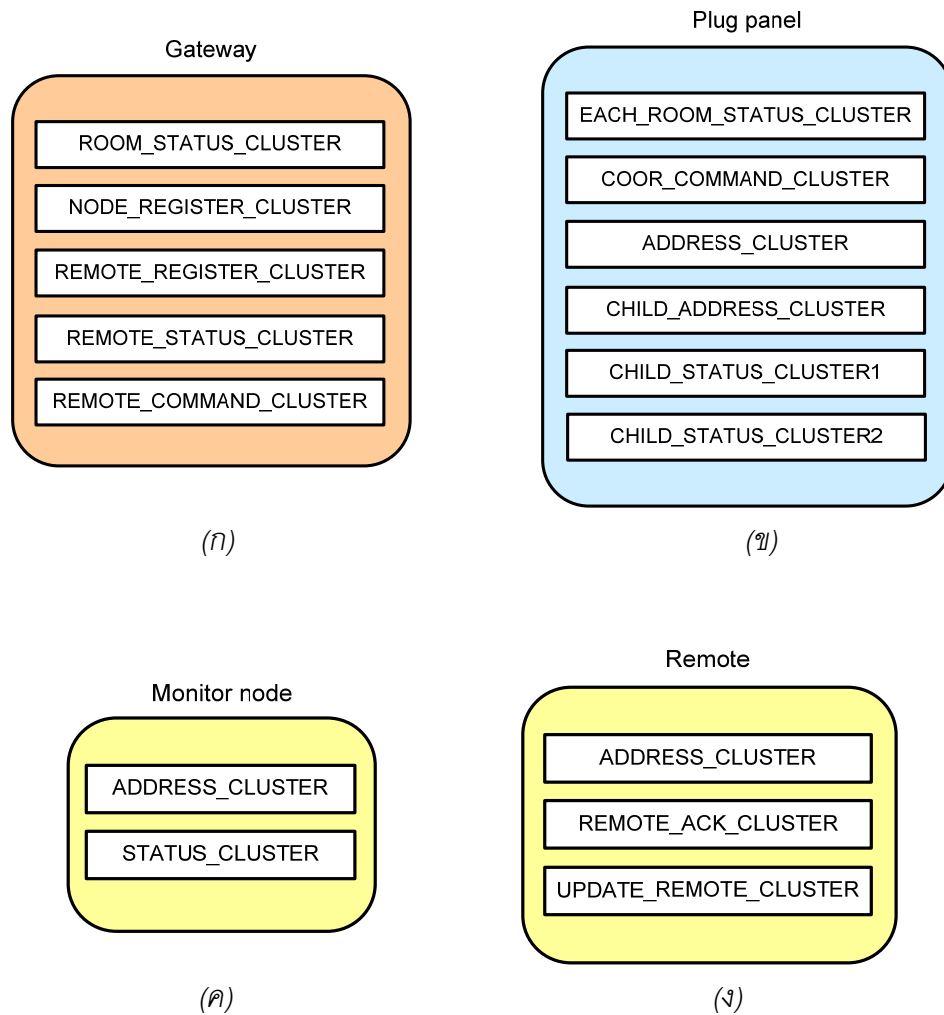 Gateway
ROOM_STATUS_CLUSTER
NODE_REGISTER_CLUSTER
REMOTE_REGISTER_CLUSTER
REMOTE_STATUS_CLUSTER
REMOTE_COMMAND_CLUSTER
(ก)
Plug panel
EACH_ROOM_STATUS_CLUSTER
COOR_COMMAND_CLUSTER
ADDRESS_CLUSTER
CHILD_ADDRESS_CLUSTER
CHILD_STATUS_CLUSTER1
CHILD_STATUS_CLUSTER2
(ข)
Monitor node
ADDRESS_CLUSTER
STATUS_CLUSTER
(ค)
Remote
ADDRESS_CLUSTER
REMOTE_ACK_CLUSTER
UPDATE_REMOTE_CLUSTER
(ง)